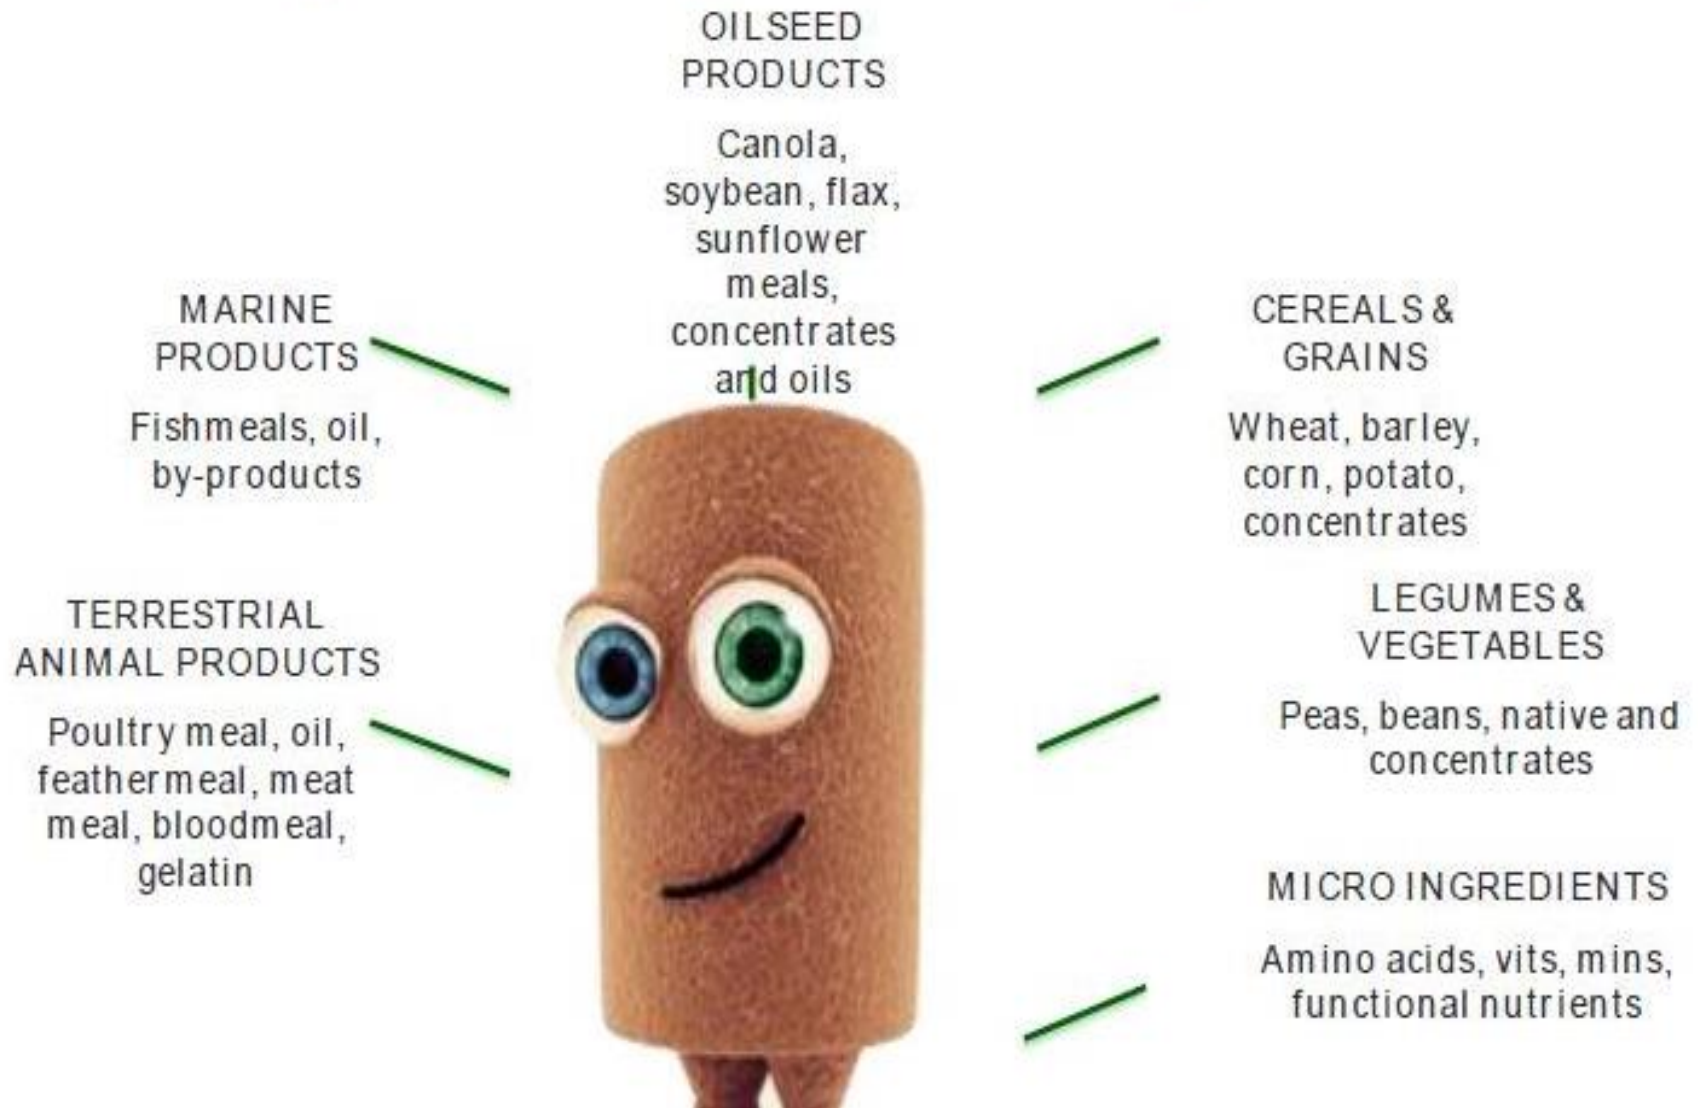 OILSEED
PRODUCTS
Canola,
soybean, flax,
sunflower
meals,
concentrates
and oils
MARINE
PRODUCTS
Fishmeals, oil,
by-products
TERRESTRIAL
ANIMAL PRODUCTS
Poultry meal, oil,
feathermeal, meat
meal, bloodmeal,
gelatin
CEREALS &
GRAINS
Wheat, barley,
corn, potato,
concentrates
LEGUMES &
VEGETABLES
Peas, beans, native and
concentrates
MICRO INGREDIENTS
Amino acids, vits, mins,
functional nutrients